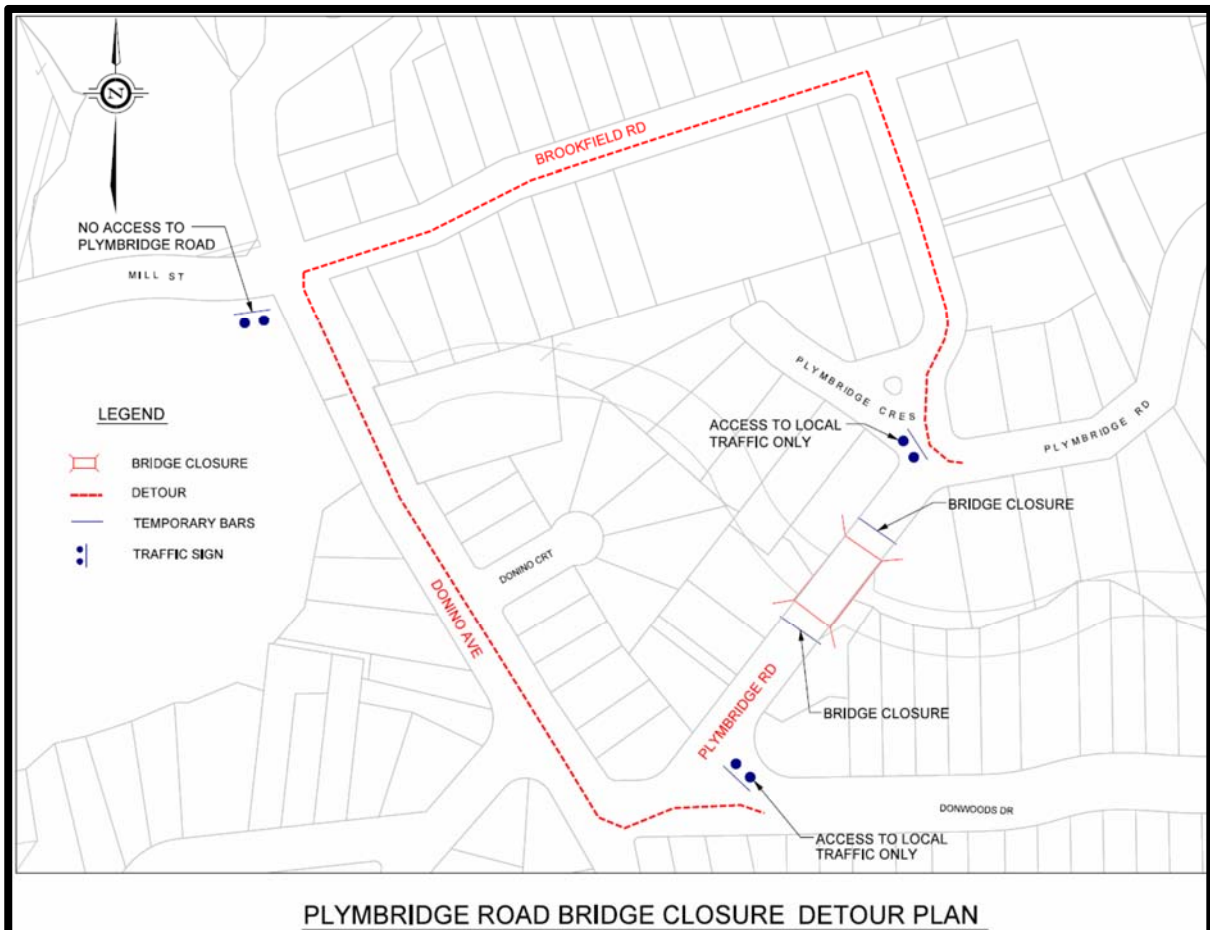 N
BROOKFIELD RD
NO ACCESS TO
PLYMBRIDGE ROAD
MILL ST
PLYMBRIDGE CRES
PLYMBRIDGE RD
ACCESS TO LOCAL
TRAFFIC ONLY
LEGEND
BRIDGE CLOSURE
DETOUR
TEMPORARY BARS
TRAFFIC SIGN
BRIDGE CLOSURE
DONINO CRT
DONINO AVE
PLYMBRIDGE RD
BRIDGE CLOSURE
DONWOODS DR
ACCESS TO LOCAL
TRAFFIC ONLY
PLYMBRIDGE ROAD BRIDGE CLOSURE DETOUR PLAN